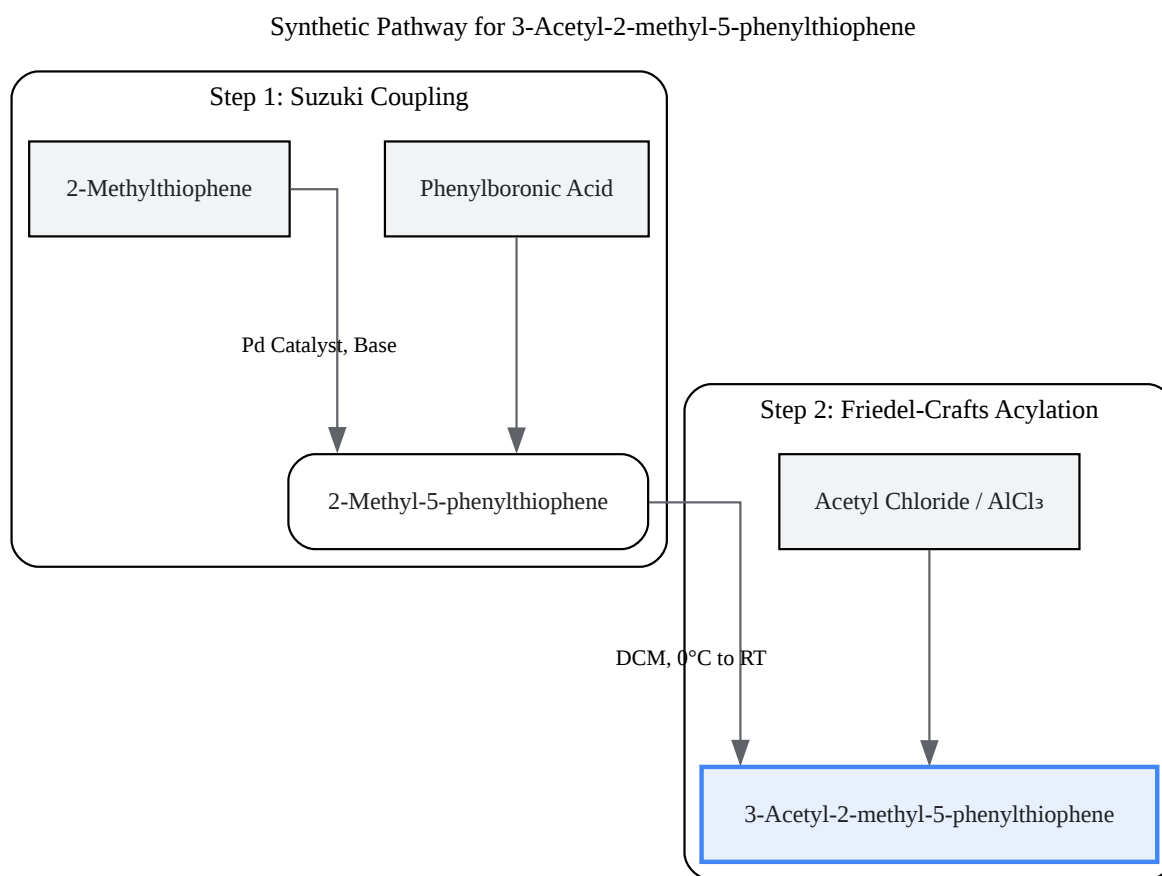 Synthetic Pathway for 3-Acetyl-2-methyl-5-phenylthiophene
Step 1: Suzuki Coupling
2-Methylthiophene
Phenylboronic Acid
Pd Catalyst, Base
2-Methyl-5-phenylthiophene
Step 2: Friedel-Crafts Acylation
Acetyl Chloride / AlCl₃
DCM, 0°C to RT
3-Acetyl-2-methyl-5-phenylthiophene